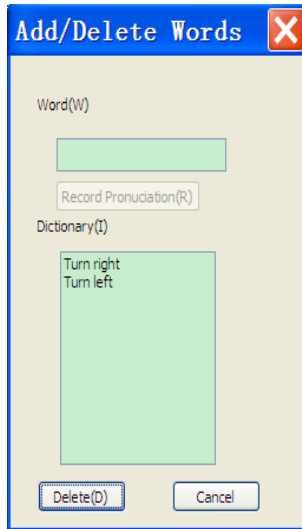 Add/Delete Words
Word(W)
Record Pronuciation(R)
Dictionary(I)
Turn right
Turn left
Delete(D) Cancel